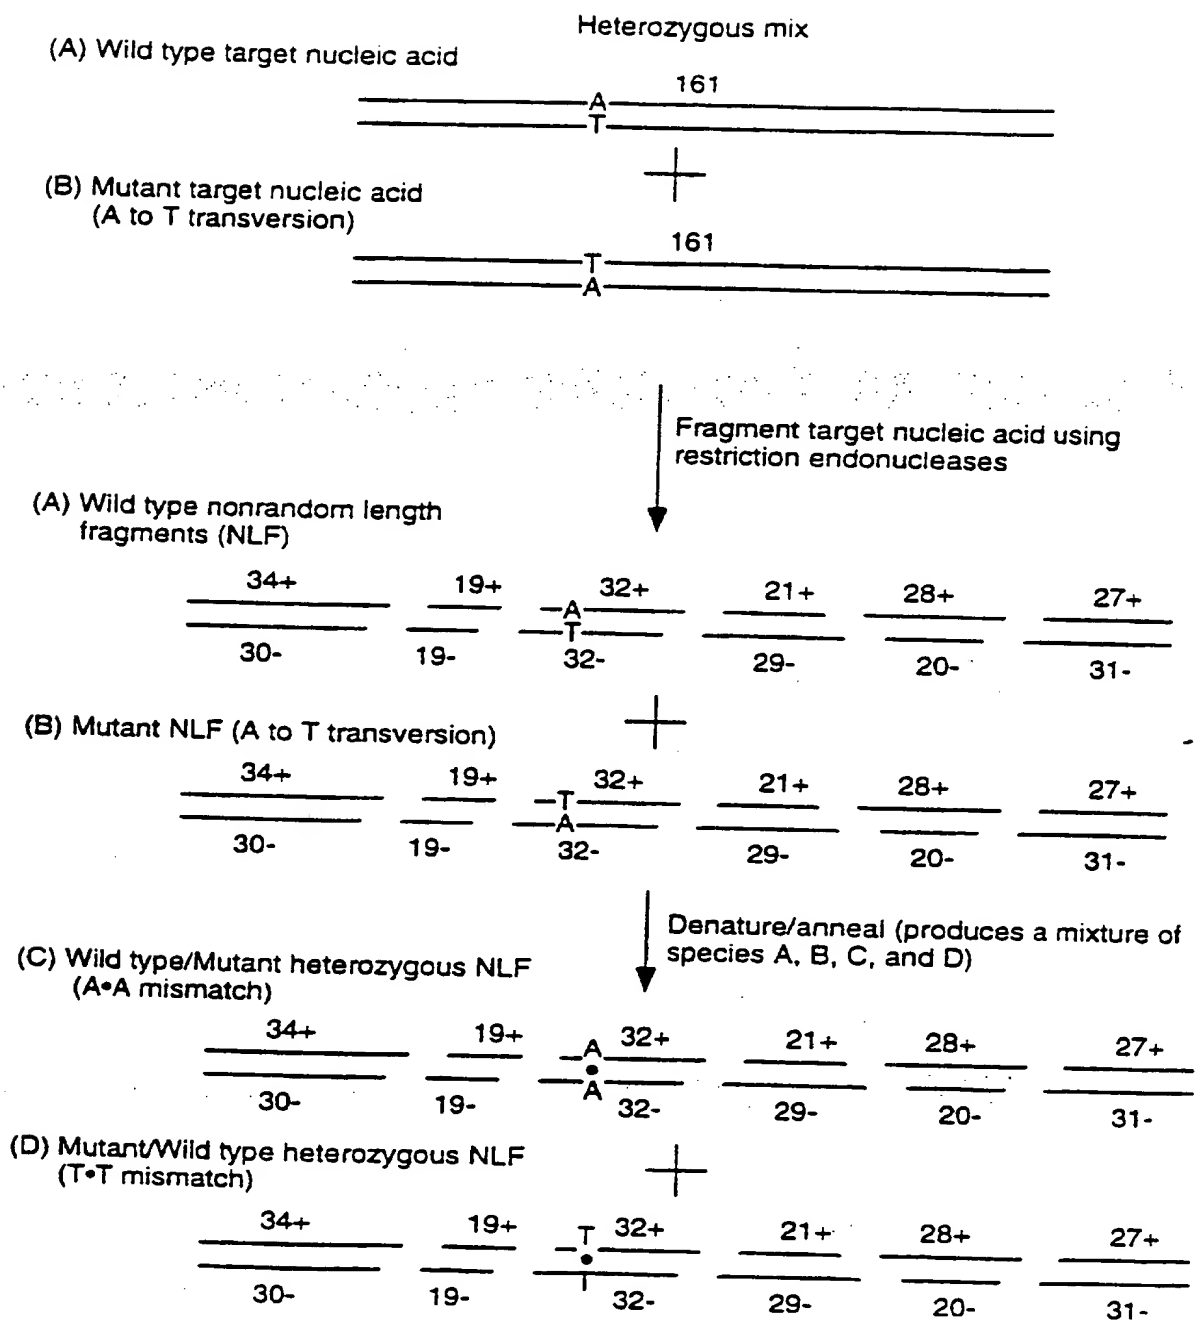 Heterozygous mix
(A) Wild type target nucleic acid
161
A
T
+
(B) Mutant target nucleic acid
(A to T transversion)
161
T
A
Fragment target nucleic acid using
restriction endonucleases
(A) Wild type nonrandom length
fragments (NLF)
34+ 19+ 32+ 21+ 28+ 27+
A
T
30- 19- 32- 29- 20- 31-
+
(B) Mutant NLF (A to T transversion)
34+ 19+ 32+ 21+ 28+ 27+
T
A
30- 19- 32- 29- 20- 31-
Denature/anneal (produces a mixture of
species A, B, C, and D)
(C) Wild type/Mutant heterozygous NLF
(A•A mismatch)
34+ 19+ 32+ 21+ 28+ 27+
A
•
A
30- 19- 32- 29- 20- 31-
(D) Mutant/Wild type heterozygous NLF
(T•T mismatch)
+
34+ 19+ 32+ 21+ 28+ 27+
T
•
T
30- 19- 32- 29- 20- 31-